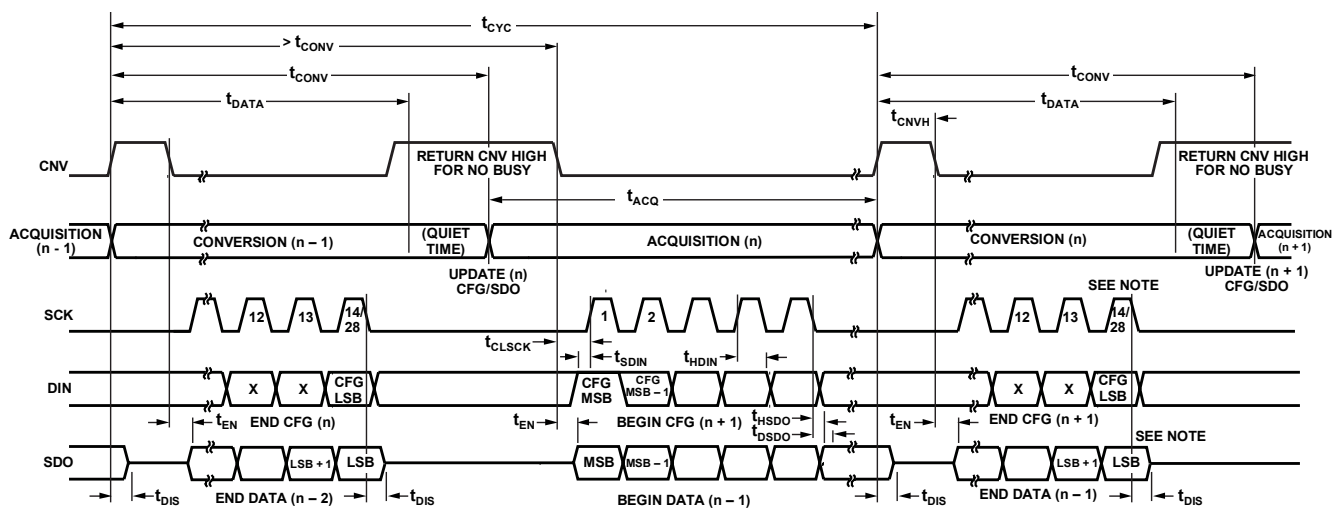 tCYC
> tCONV
tCONV
tCONV
tDATA
tDATA
tCNVH
CNV
RETURN CNV HIGH
FOR NO BUSY
RETURN CNV HIGH
FOR NO BUSY
tACQ
ACQUISITION
(n - 1)
CONVERSION (n – 1)
(QUIET
TIME)
ACQUISITION (n)
CONVERSION (n)
(QUIET
TIME)
ACQUISITION
(n + 1)
UPDATE (n)
CFG/SDO
UPDATE (n + 1)
CFG/SDO
SEE NOTE
SCK
12
13
14/
28
1
2
12
13
14/
28
tCLSCK
tSDIN
tHDIN
DIN
X
X
CFG
LSB
CFG
MSB
CFG
MSB – 1
X
X
CFG
LSB
tEN
END CFG (n)
tEN
BEGIN CFG (n + 1)
tHSDO
tDSDO
tEN
END CFG (n + 1)
SEE NOTE
SDO
LSB + 1
LSB
MSB
MSB – 1
LSB + 1
LSB
tDIS
END DATA (n – 2)
tDIS
BEGIN DATA (n – 1)
tDIS
END DATA (n – 1)
tDIS